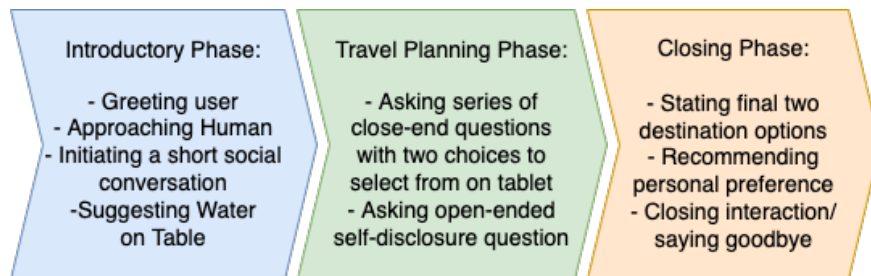 Introductory Phase:
- Greeting user
- Approaching Human
- Initiating a short social
conversation
-Suggesting Water
on Table
Travel Planning Phase:
- Asking series of
close-end questions
with two choices to
select from on tablet
- Asking open-ended
self-disclosure question
Closing Phase:
- Stating final two
destination options
- Recommending
personal preference
- Closing interaction/
saying goodbye